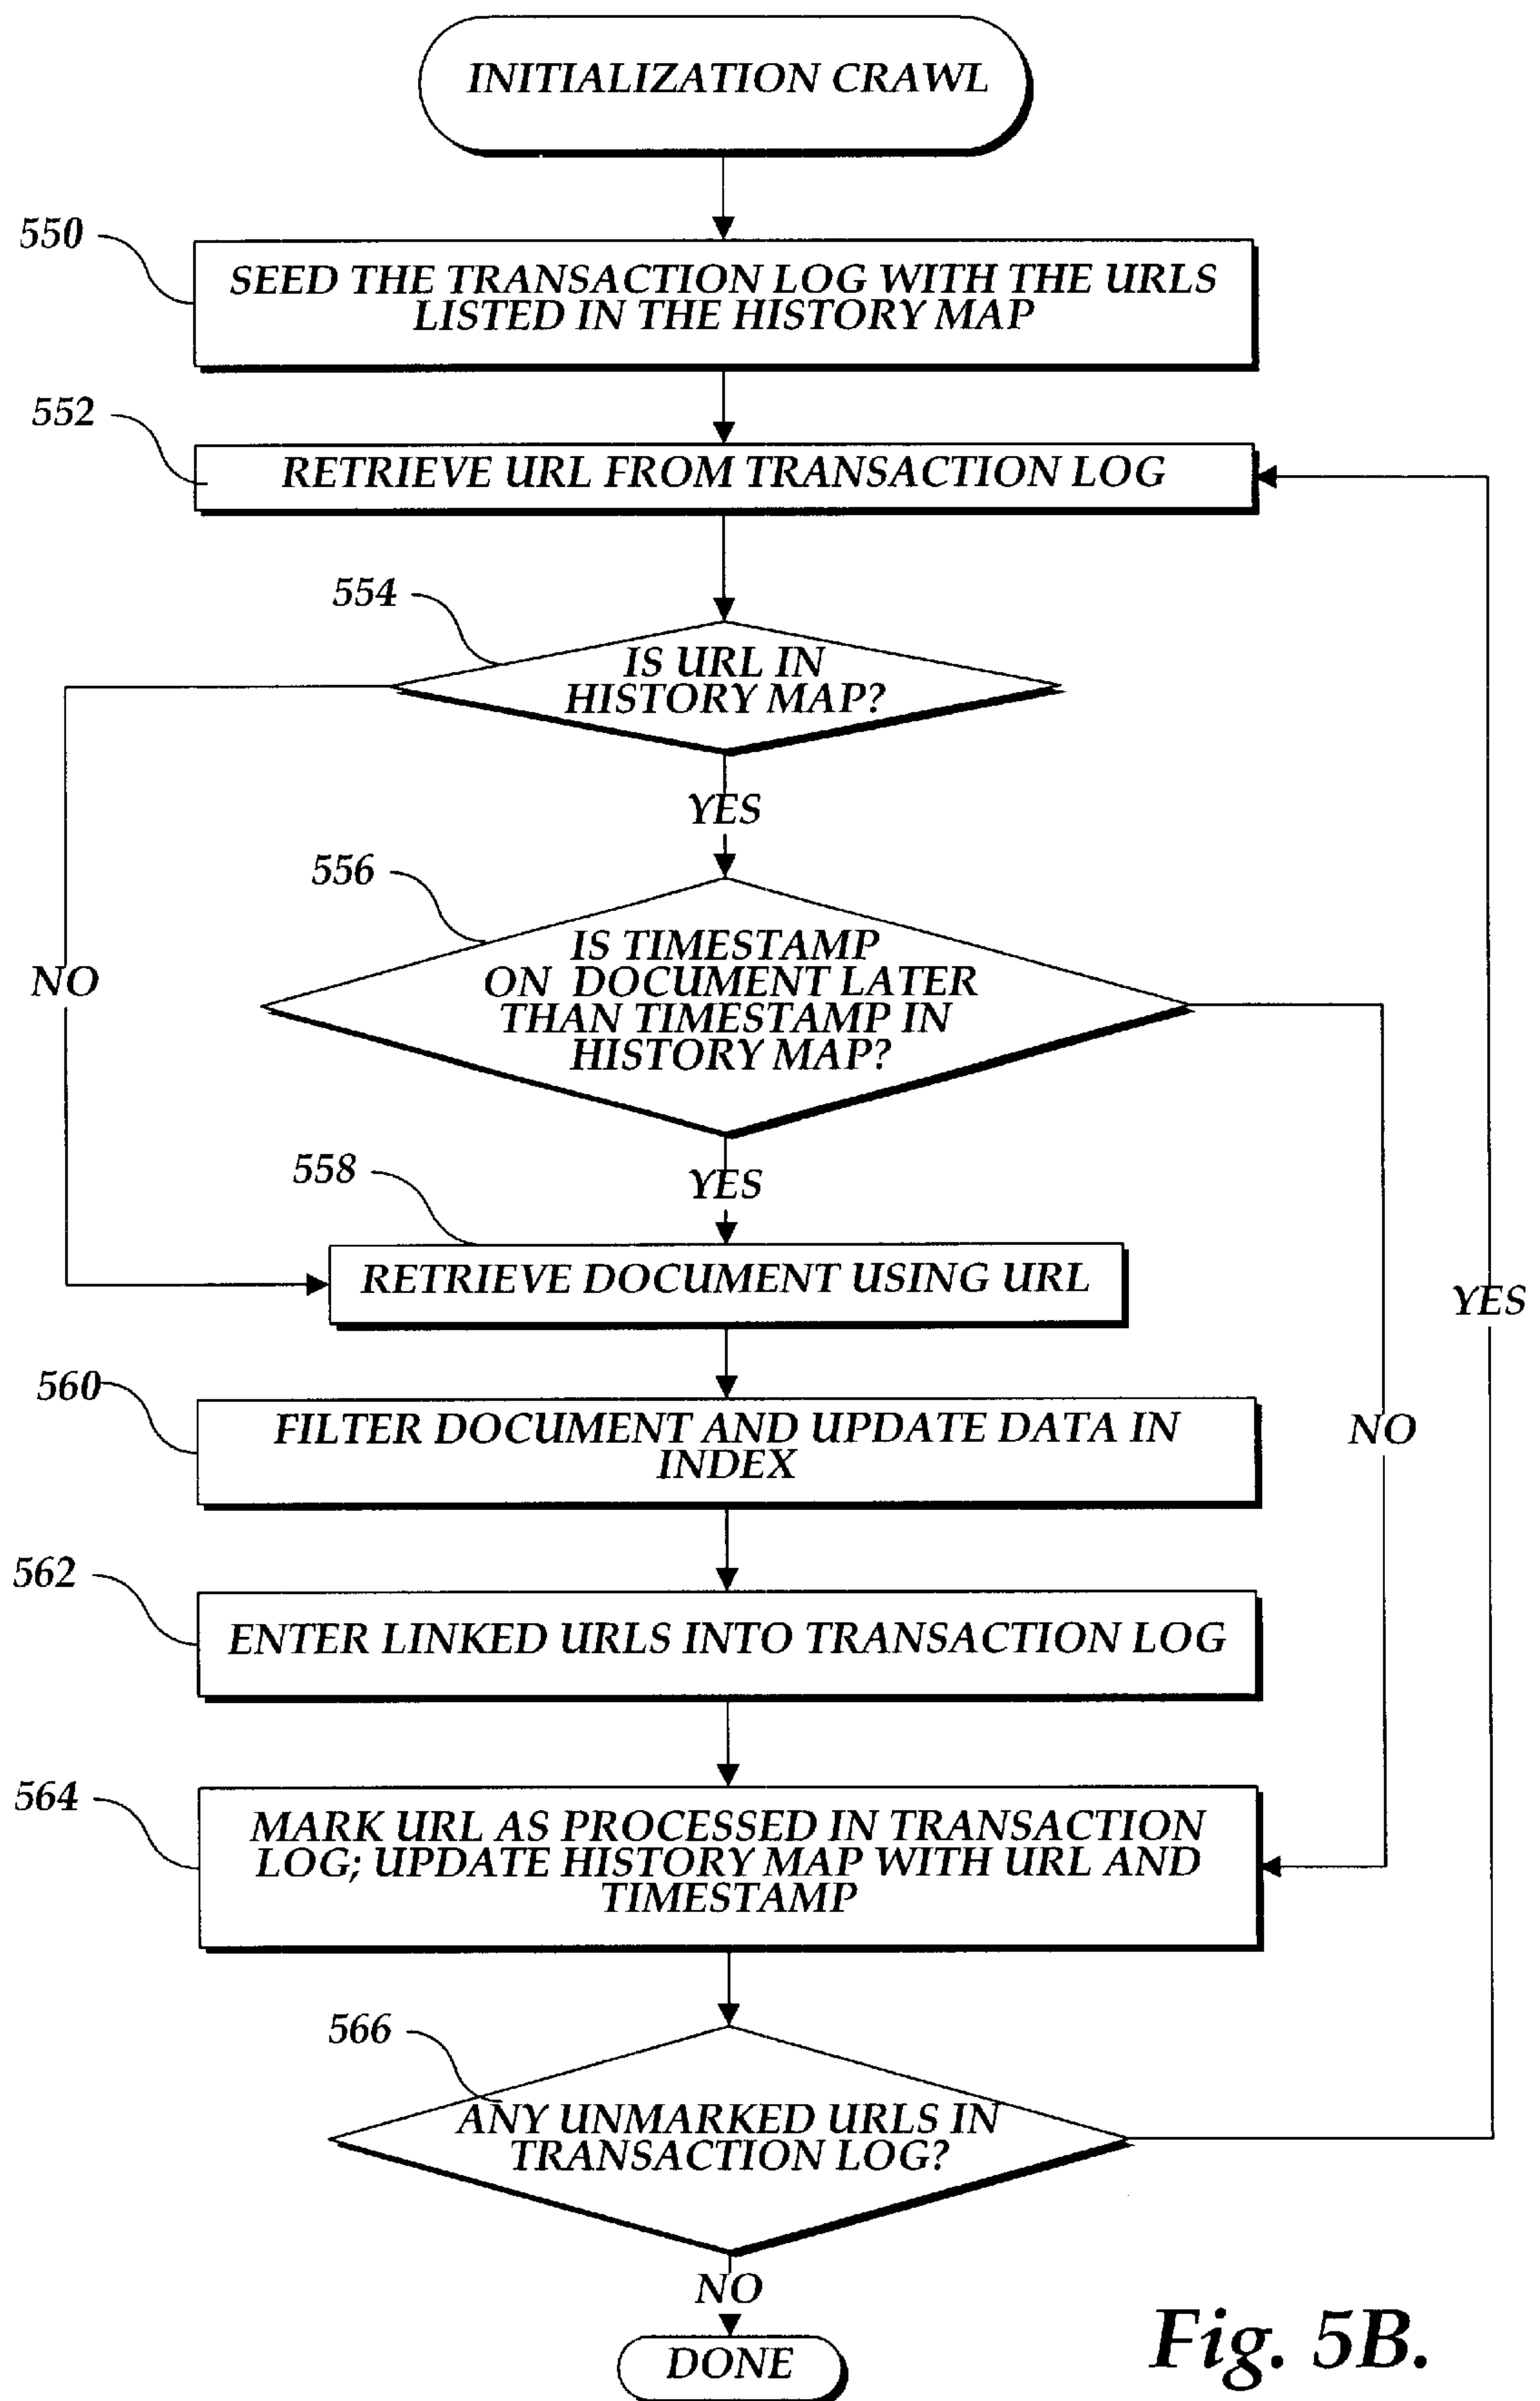 INITIALIZATION CRAWL
550
SEED THE TRANSACTION LOG WITH THE URLS
LISTED IN THE HISTORY MAP
552
RETRIEVE URL FROM TRANSACTION LOG
554
IS URL IN
HISTORY MAP?
YES
556
IS TIMESTAMP
ON DOCUMENT LATER
THAN TIMESTAMP IN
HISTORY MAP?
NO
558
YES
RETRIEVE DOCUMENT USING URL
YES
560
FILTER DOCUMENT AND UPDATE DATA IN
INDEX
NO
562
ENTER LINKED URLS INTO TRANSACTION LOG
564
MARK URL AS PROCESSED IN TRANSACTION
LOG; UPDATE HISTORY MAP WITH URL AND
TIMESTAMP
566
ANY UNMARKED URLS IN
TRANSACTION LOG?
NO
DONE
Fig. 5B.